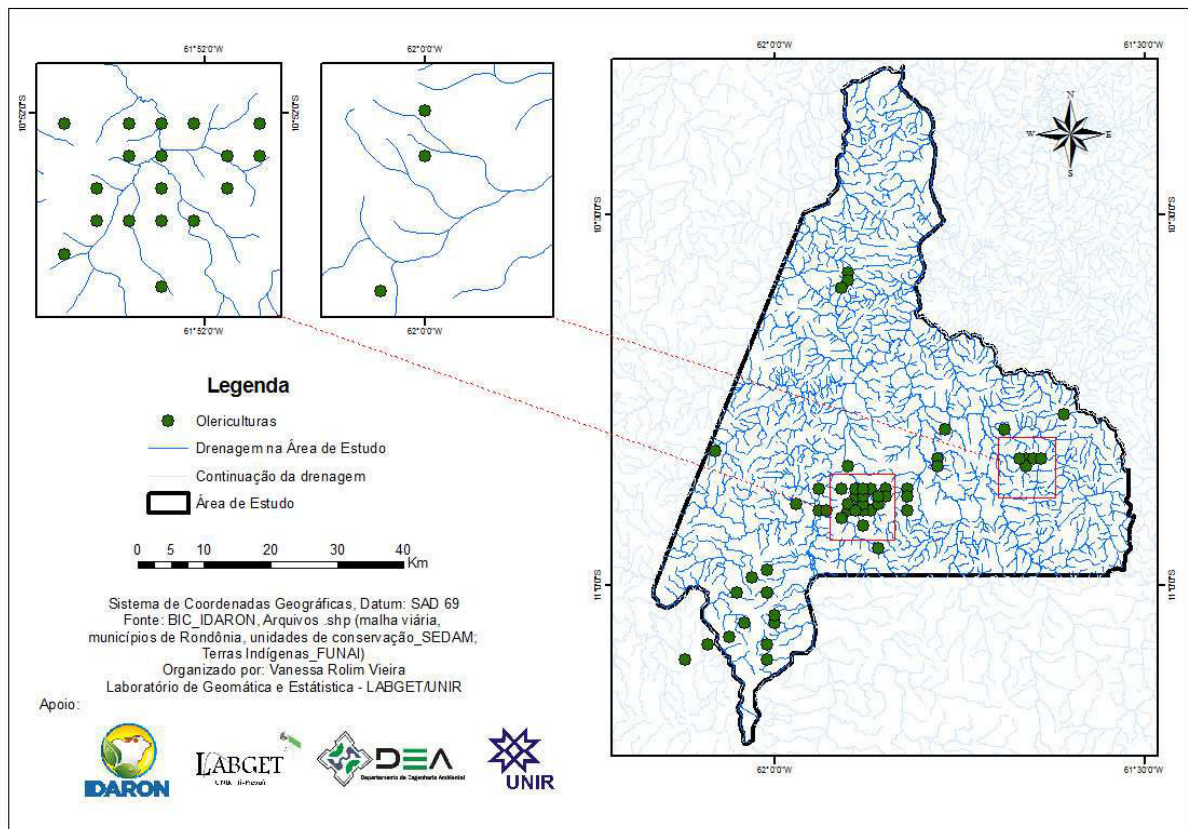 61°52'0"W
62°0'0"W
10°52'0"S
10°52'0"S
61°52'0"W
62°0'0"W
62°0'0"W
61°30'0"W
N
W
E
S
10°30'0"S
10°30'0"S
11°0'0"S
11°0'0"S
62°0'0"W
61°30'0"W
Legenda
Olericulturas
Drenagem na Área de Estudo
Continuação da drenagem
Área de Estudo
0 5 10 20 30 40
Km
Sistema de Coordenadas Geográficas, Datum: SAD 69
Fonte: BIC_IDARON, Arquivos .shp (malha viária,
municípios de Rondônia, unidades de conservação_SEDAM;
Terras Indígenas_FUNAI)
Organizado por: Vanessa Rolim Vieira
Laboratório de Geomática e Estátistica - LABGET/UNIR
Apoio:
IDARON
LABGET
DEA
Departamento de Engenharia Ambiental
UNIR